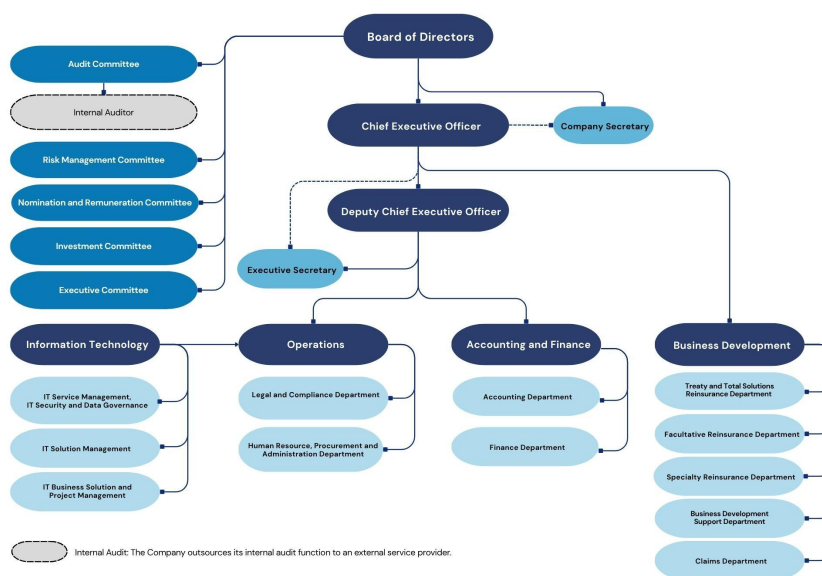 Board of Directors
Audit Committee
Internal Auditor
Chief Executive Officer
Company Secretary
Risk Management Committee
Nomination and Remuneration Committee
Deputy Chief Executive Officer
Investment Committee
Executive Secretary
Executive Committee
Information Technology
Operations
Accounting and Finance
Business Development
IT Service Management,
IT Security and Data Governance
Legal and Compliance Department
Accounting Department
Treaty and Total Solutions
Reinsurance Department
IT Solution Management
Human Resource, Procurement and
Administration Department
Finance Department
Facultative Reinsurance Department
IT Business Solution and
Project Management
Specialty Reinsurance Department
Business Development
Support Department
Claims Department
Internal Audit: The Company outsources its internal audit function to an external service provider.